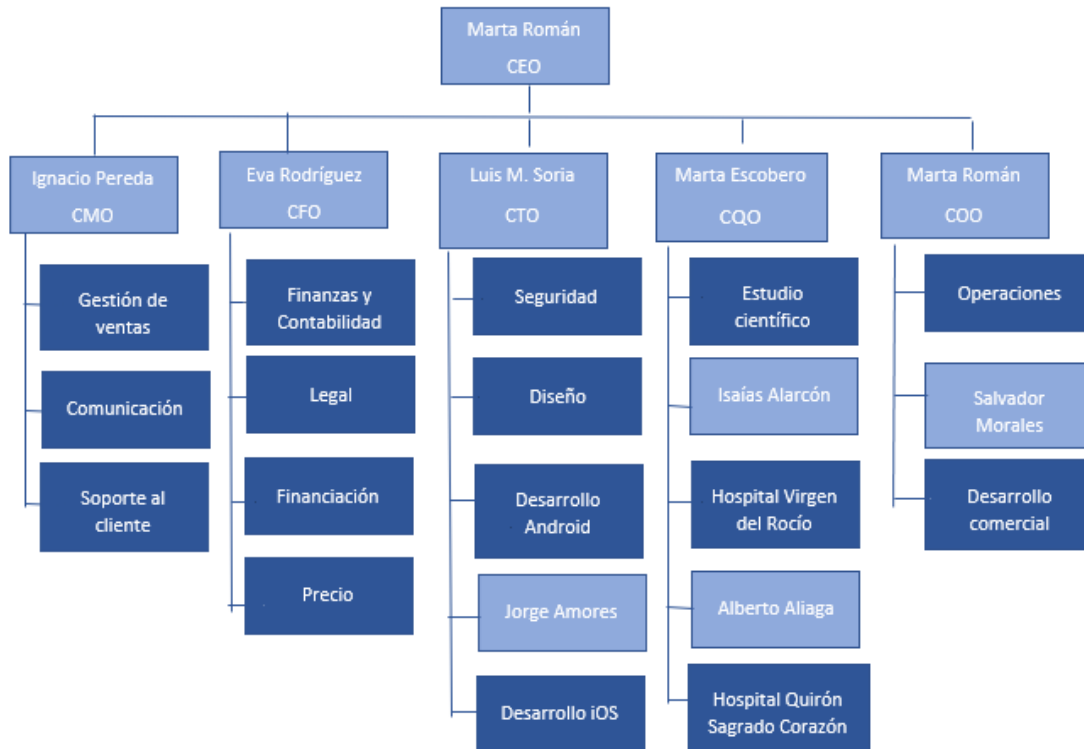 Marta Román
CEO
Ignacio Pereda
CMO
Eva Rodríguez
CFO
Luis M. Soria
CTO
Marta Escobero
CQO
Marta Román
COO
Gestión de
ventas
Comunicación
Soporte al
cliente
Finanzas y
Contabilidad
Legal
Financiación
Precio
Seguridad
Diseño
Desarrollo
Android
Jorge Amores
Desarrollo iOS
Estudio
científico
Isaías Alarcón
Hospital Virgen
del Rocío
Alberto Aliaga
Hospital Quirón
Sagrado Corazón
Operaciones
Salvador
Morales
Desarrollo
comercial